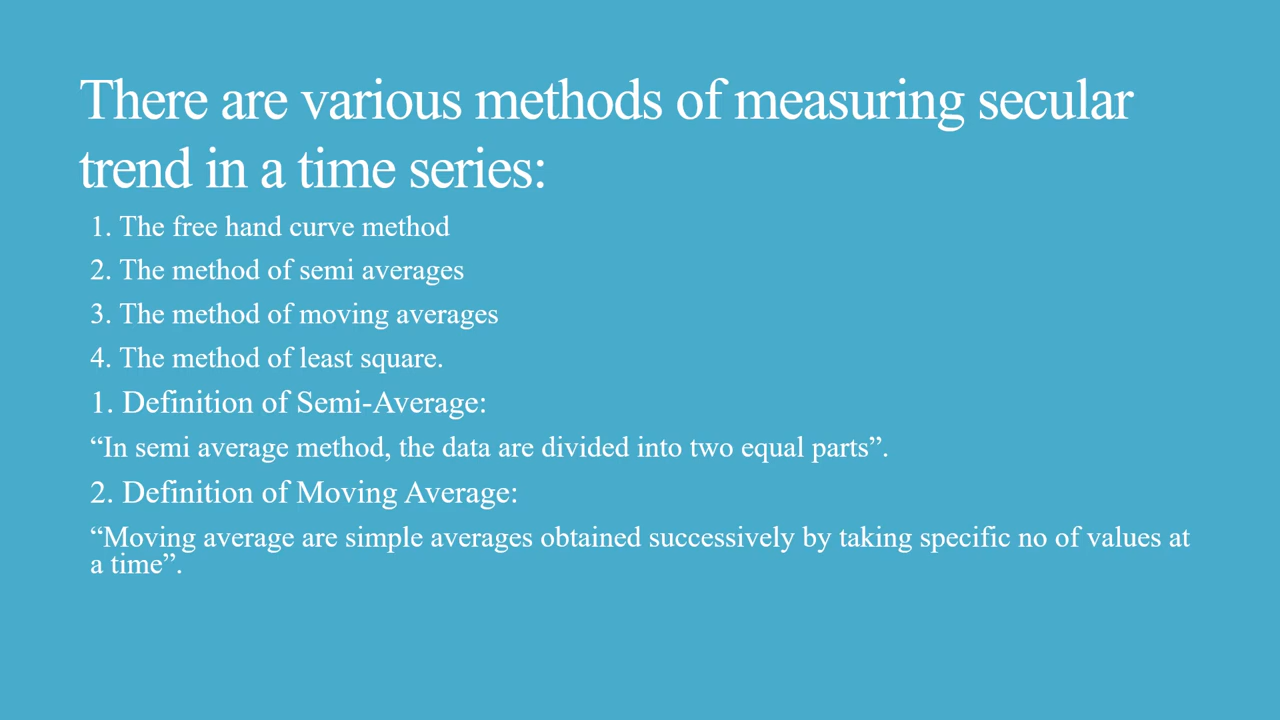 There are various methods of measuring secular
trend in a time series:
1. The free hand curve method
2. The method of semi averages
3. The method of moving averages
4. The method of least square.
1. Definition of Semi-Average:
“In semi average method, the data are divided into two equal parts”.
2. Definition of Moving Average:
“Moving average are simple averages obtained successively by taking specific no of values at
a time”.